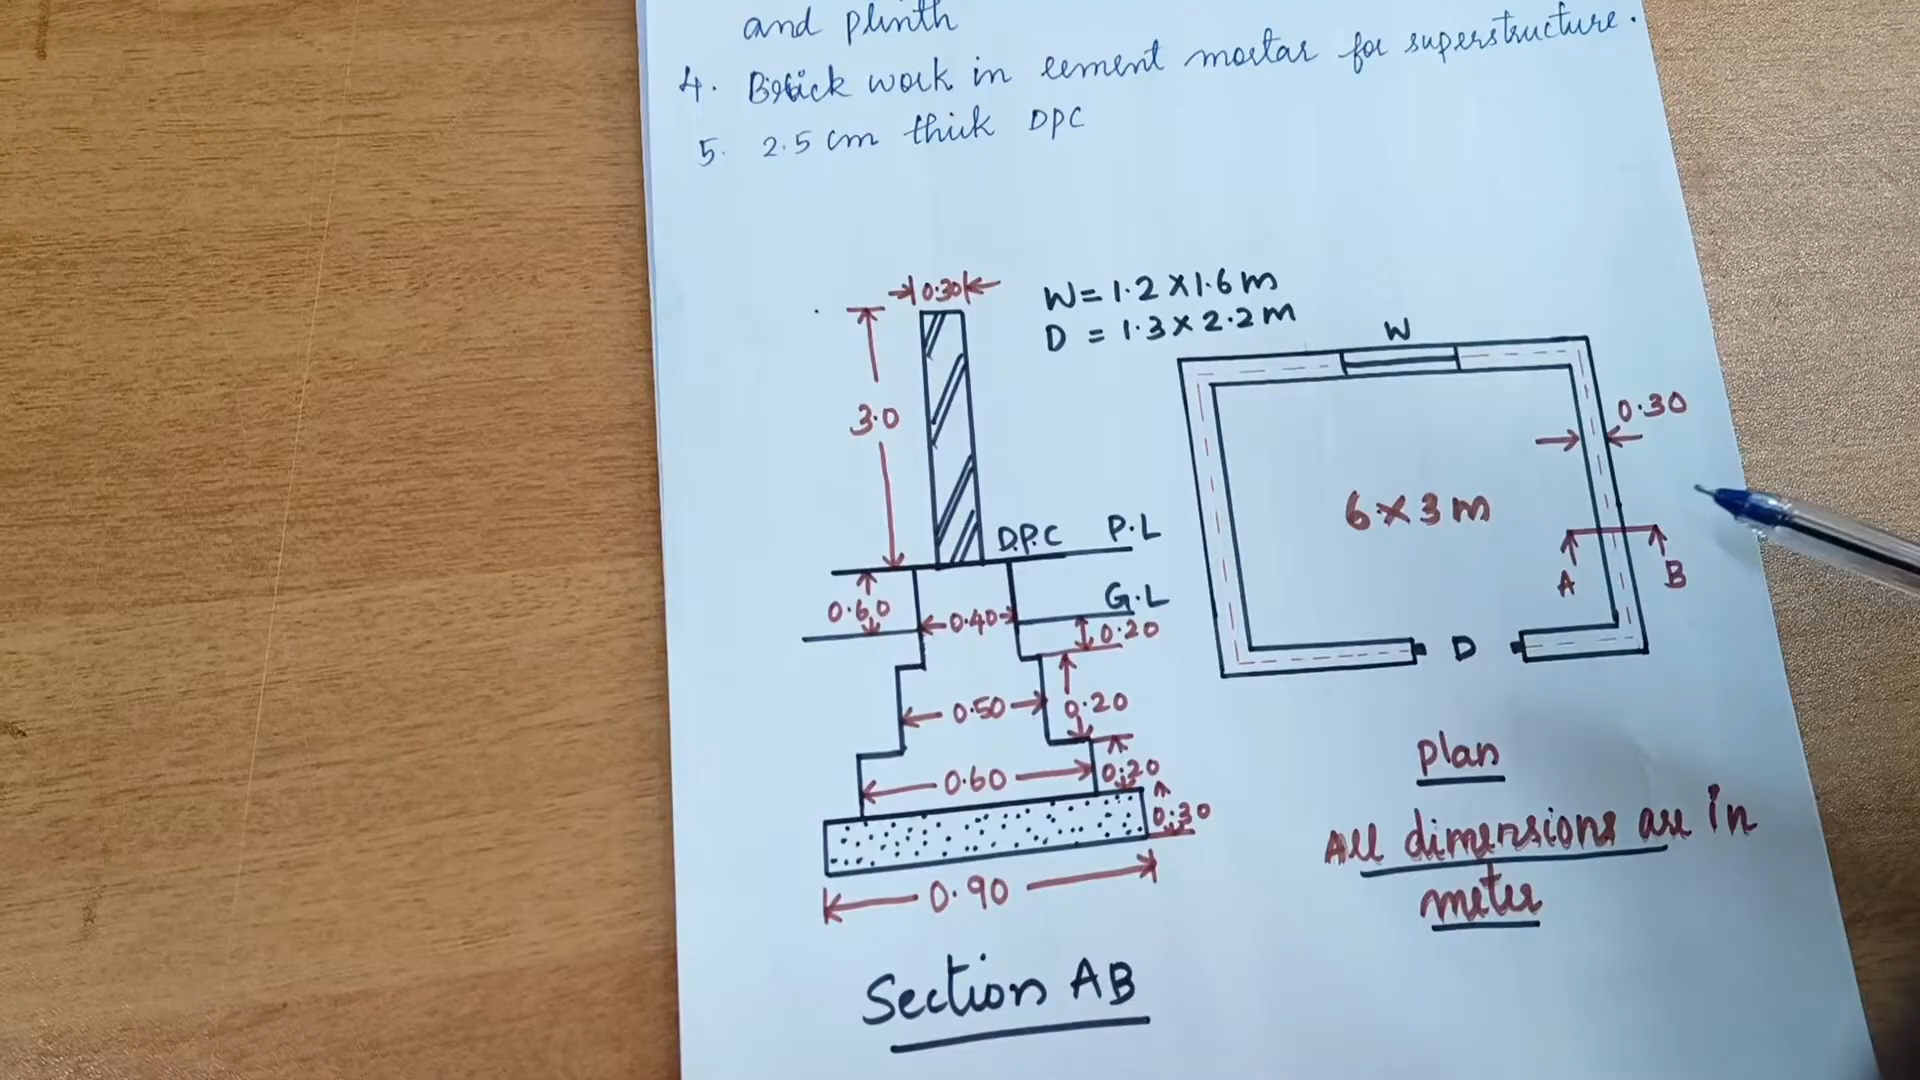 and plinth
4. Brick work in cement mortar for superstructure.
5. 2.5 cm thick DPC
0.30
W = 1.2 X 1.6 m
D = 1.3 X 2.2 m
W
3.0
0.30
6 X 3 m
D.P.C
P.L
A
B
0.60
G.L
0.40
0.20
D
0.50
0.20
0.60
0.20
0.30
0.90
Plan
All dimensions are in
meter
Section AB